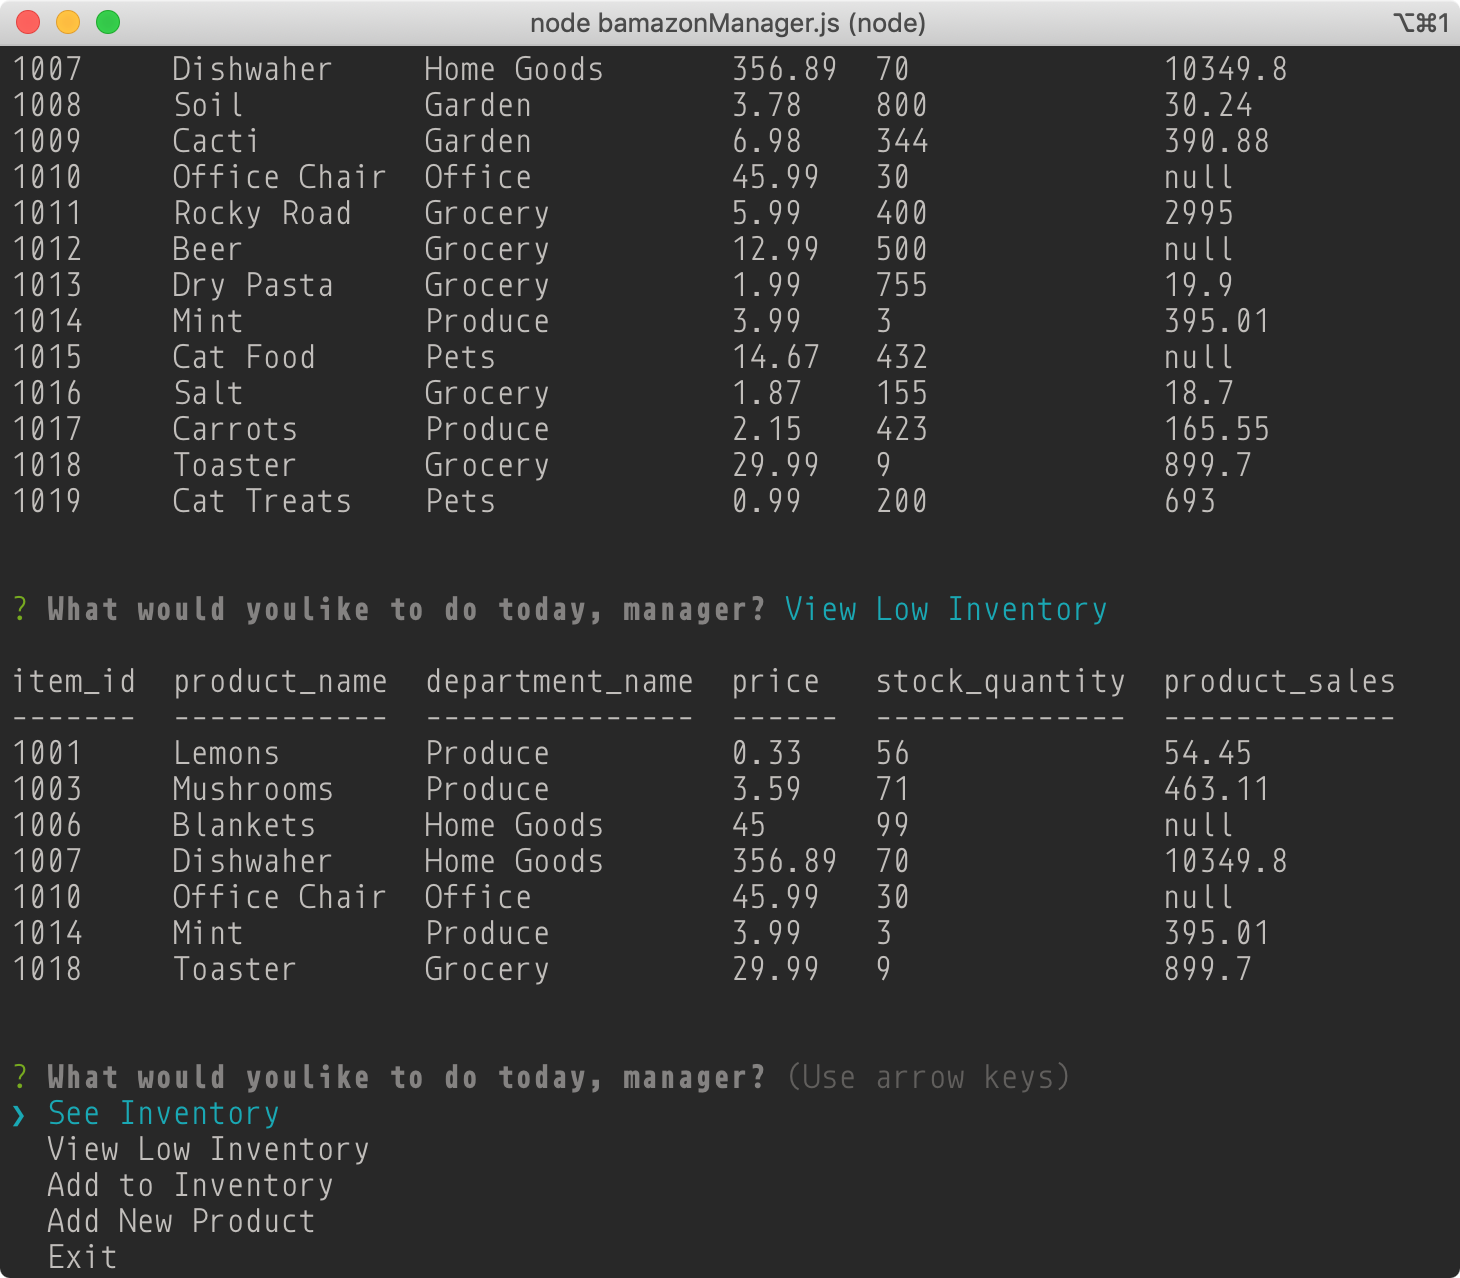 node bamazonManager.js (node) ⌥⌘1
1007 Dishwaher Home Goods 356.89 70 10349.8
1008 Soil Garden 3.78 800 30.24
1009 Cacti Garden 6.98 344 390.88
1010 Office Chair Office 45.99 30 null
1011 Rocky Road Grocery 5.99 400 2995
1012 Beer Grocery 12.99 500 null
1013 Dry Pasta Grocery 1.99 755 19.9
1014 Mint Produce 3.99 3 395.01
1015 Cat Food Pets 14.67 432 null
1016 Salt Grocery 1.87 155 18.7
1017 Carrots Produce 2.15 423 165.55
1018 Toaster Grocery 29.99 9 899.7
1019 Cat Treats Pets 0.99 200 693
? What would youlike to do today, manager? View Low Inventory
item_id product_name department_name price stock_quantity product_sales
------- ------------ --------------- ------ -------------- -------------
1001 Lemons Produce 0.33 56 54.45
1003 Mushrooms Produce 3.59 71 463.11
1006 Blankets Home Goods 45 99 null
1007 Dishwaher Home Goods 356.89 70 10349.8
1010 Office Chair Office 45.99 30 null
1014 Mint Produce 3.99 3 395.01
1018 Toaster Grocery 29.99 9 899.7
? What would youlike to do today, manager? (Use arrow keys)
❯ See Inventory
View Low Inventory
Add to Inventory
Add New Product
Exit